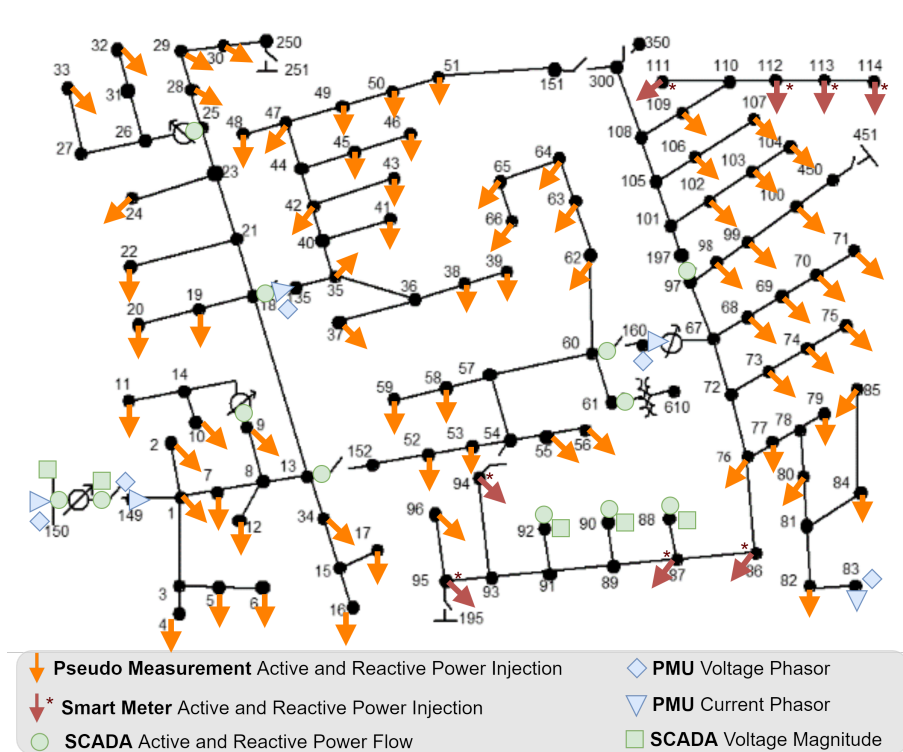 32 29 30 250 251 350
33 31 28 25 51 151 300 111 110 112 * 113 * 114 *
50 49 47 48 46 109 107 108
27 26 23 45 44 106 104 451
24 43 42 41 65 64 105 102 103 450
21 40 66 63 101 100
22 18 135 35 36 38 39 62 197 98 99 71
20 19 37 97 70
69 68 75
60 160 67 74
57 73 72
11 14 59 58 61 610 79 85
10 9 52 53 54 55 56 78 77
2 7 8 13 152 94 * 76 80 84
150 149 1 12 34 17 96 92 90 88 81
3 5 6 15 95 * 93 91 89 87 * 86 * 82 83
4 16 195
Pseudo Measurement Active and Reactive Power Injection
PMU Voltage Phasor
* Smart Meter Active and Reactive Power Injection
PMU Current Phasor
SCADA Active and Reactive Power Flow
SCADA Voltage Magnitude